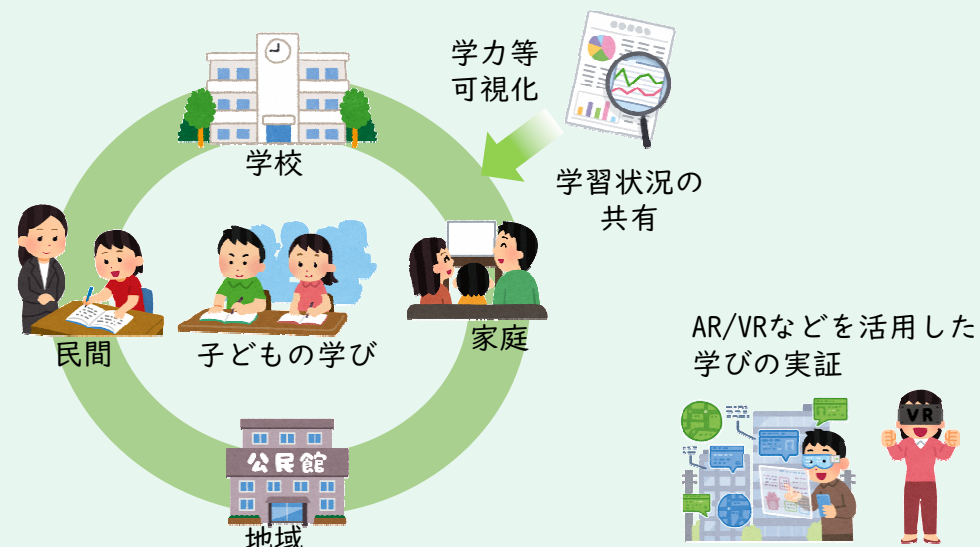 学力等
可視化
学校
学習状況の
共有
民間
子どもの学び
家庭
公民館
地域
AR/VRなどを活用した
学びの実証
VR